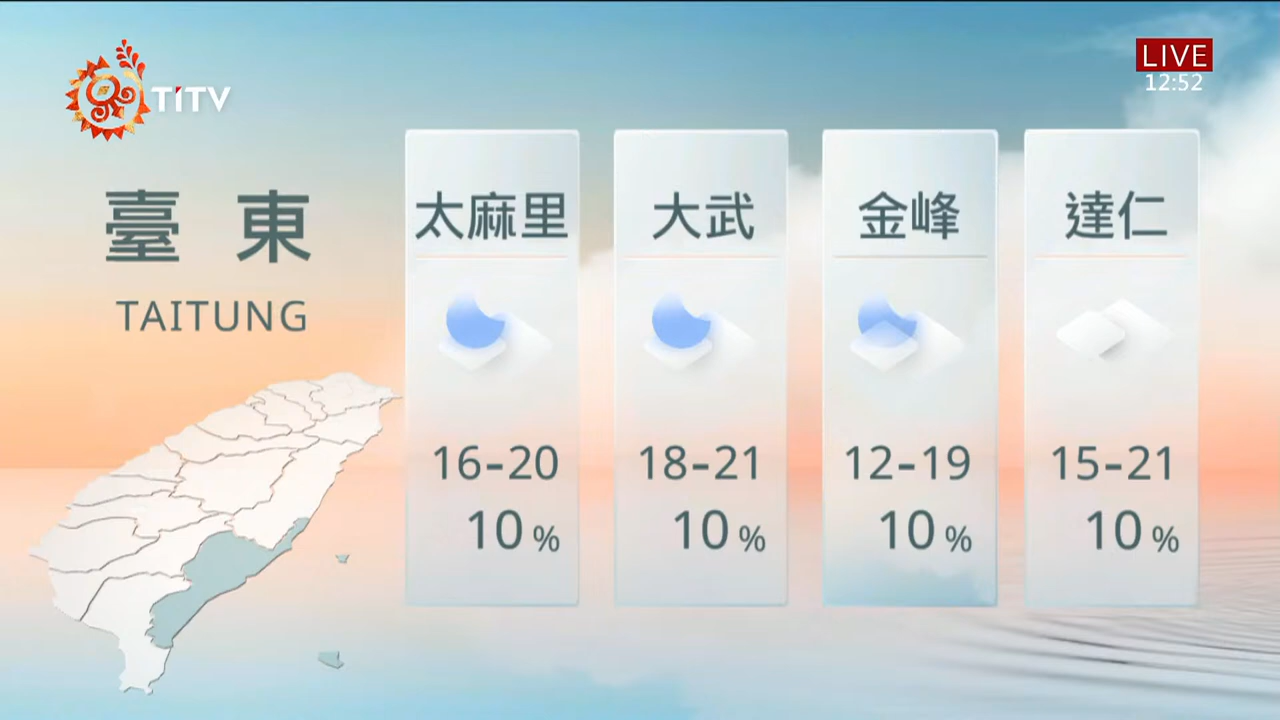 TiTV
LIVE
12:52
臺東
TAITUNG
太麻里
16-20
10%
大武
18-21
10%
金峰
12-19
10%
達仁
15-21
10%